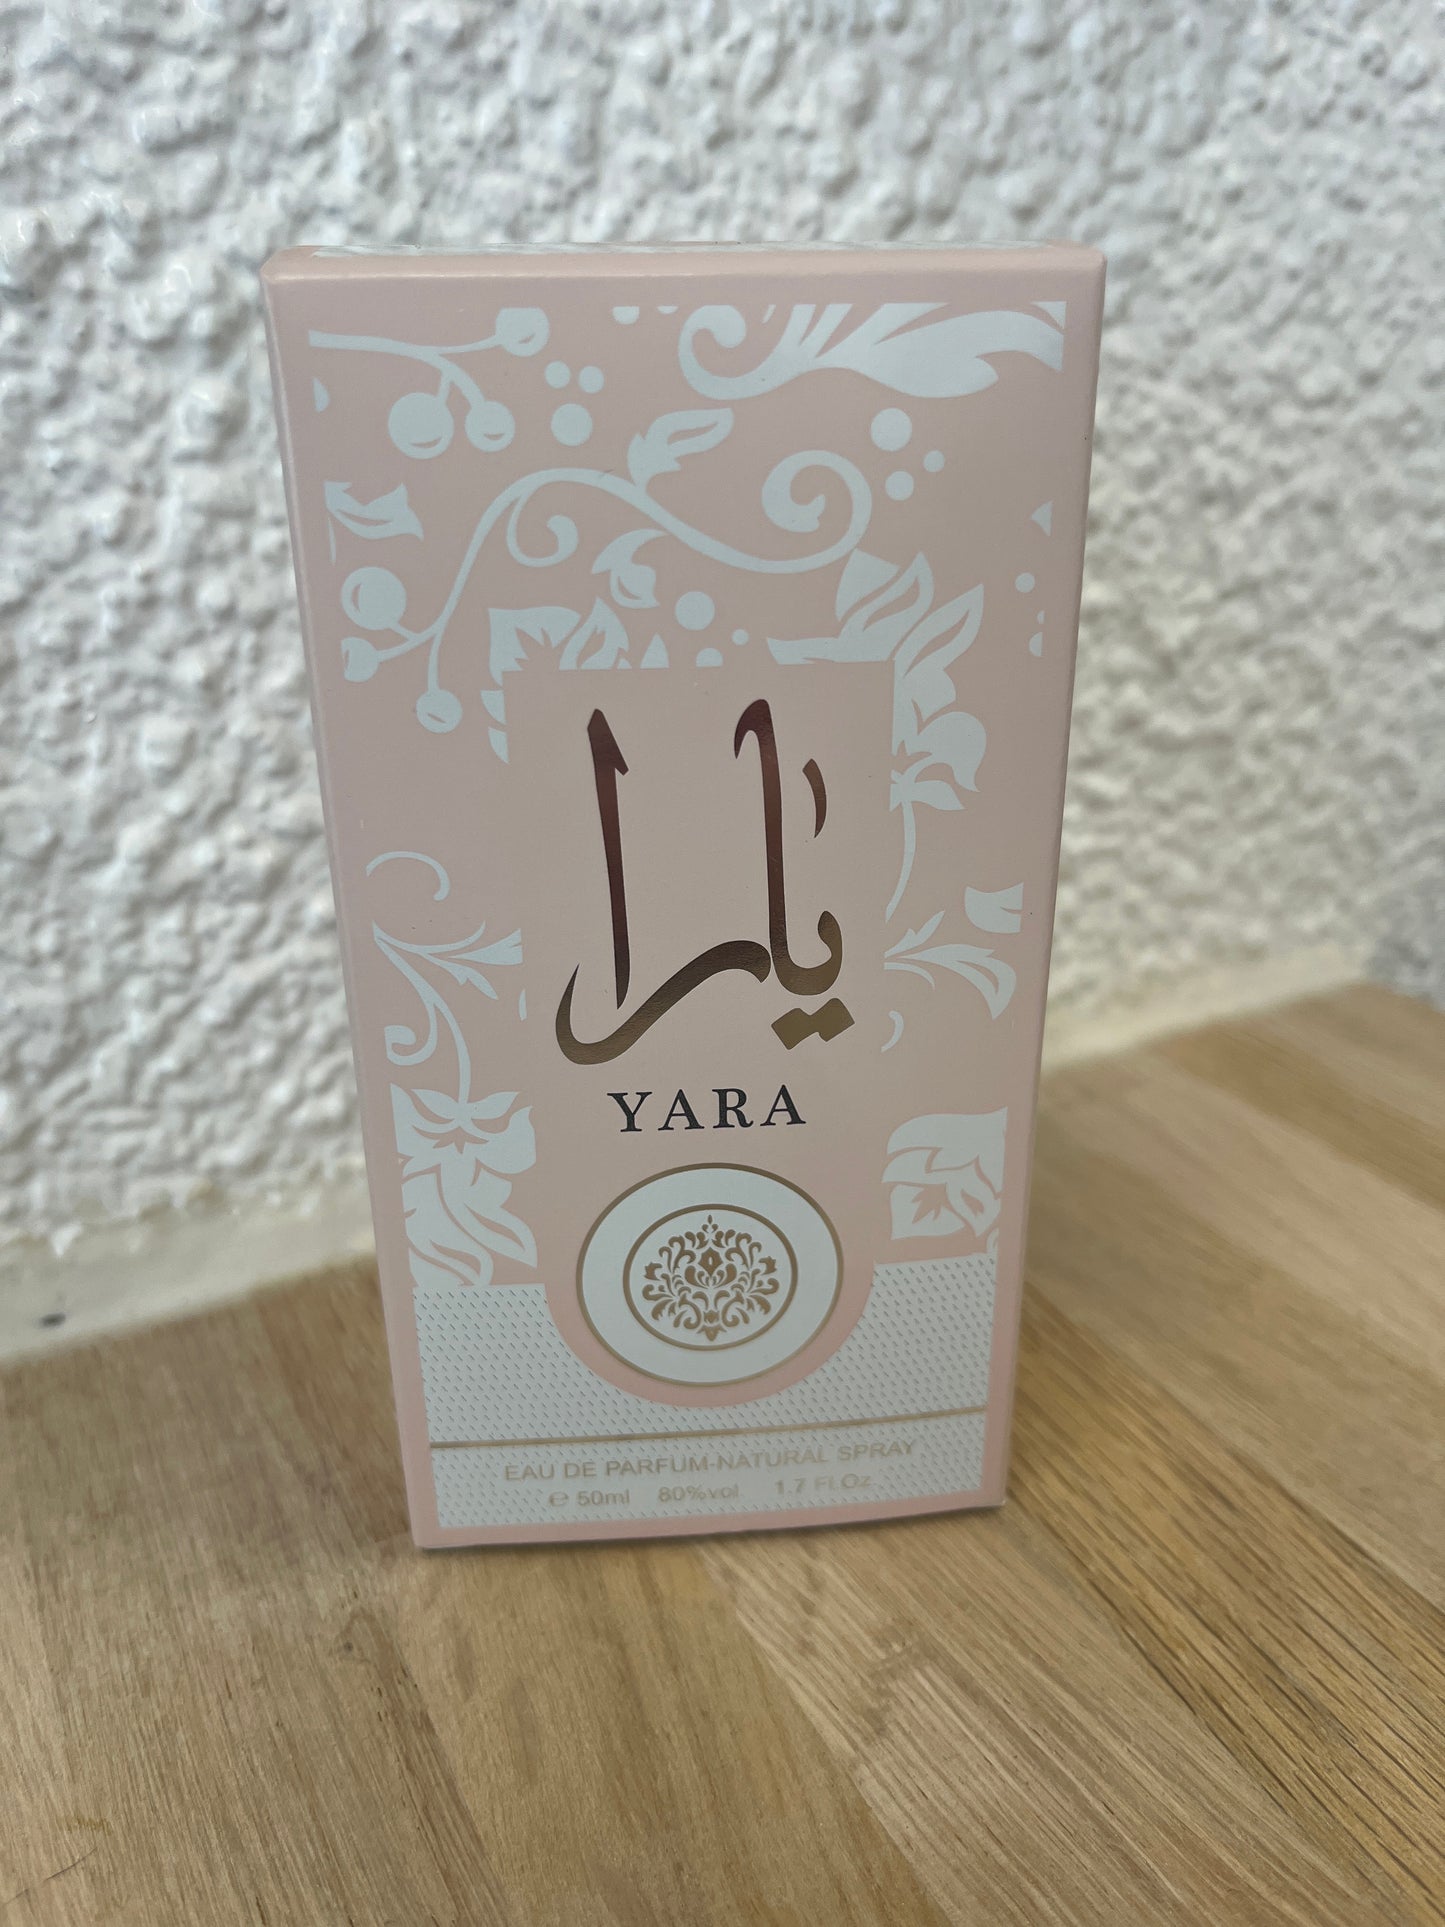 يارا
YARA
EAU DE PARFUM-NATURAL SPRAY
℮ 50ml 80%vol 1.7 Fl.Oz